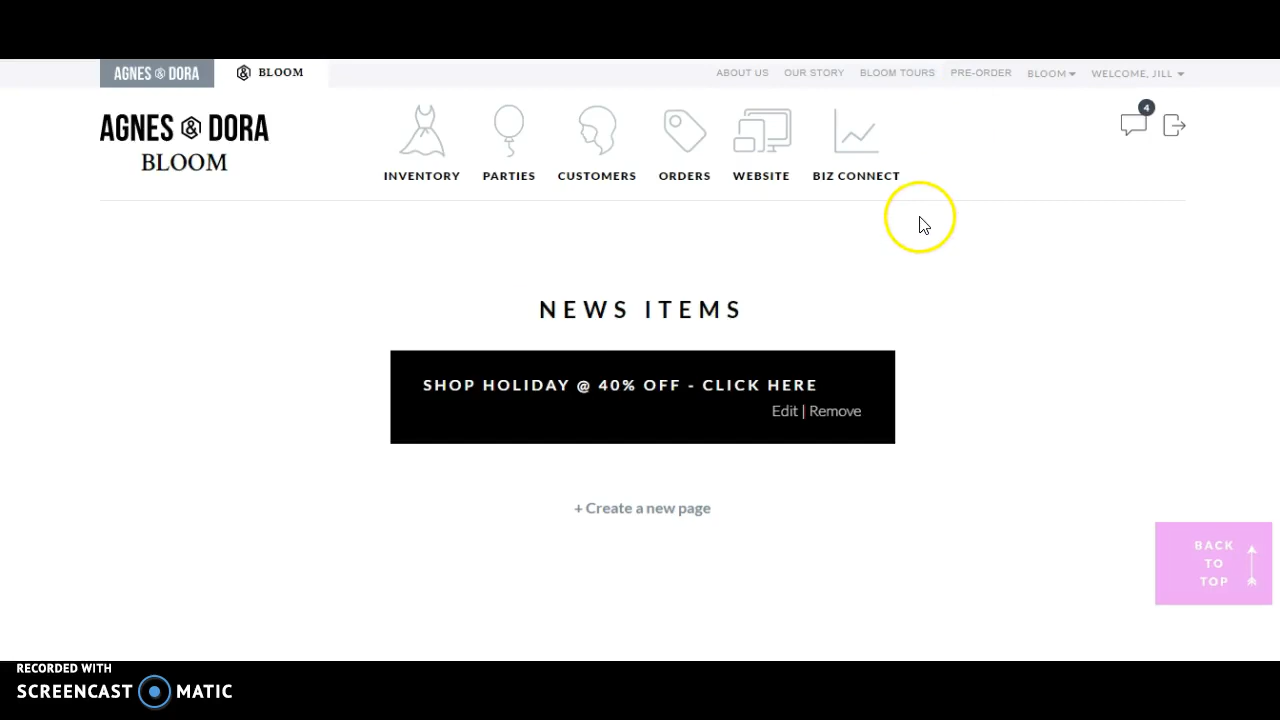 AGNES & DORA
BLOOM
ABOUT US
OUR STORY
BLOOM TOURS
PRE-ORDER
BLOOM
WELCOME, JILL
AGNES & DORA
BLOOM
INVENTORY
PARTIES
CUSTOMERS
ORDERS
WEBSITE
BIZ CONNECT
4
NEWS ITEMS
SHOP HOLIDAY @ 40% OFF - CLICK HERE
Edit | Remove
+ Create a new page
BACK
TO
TOP
RECORDED WITH
SCREENCAST MATIC